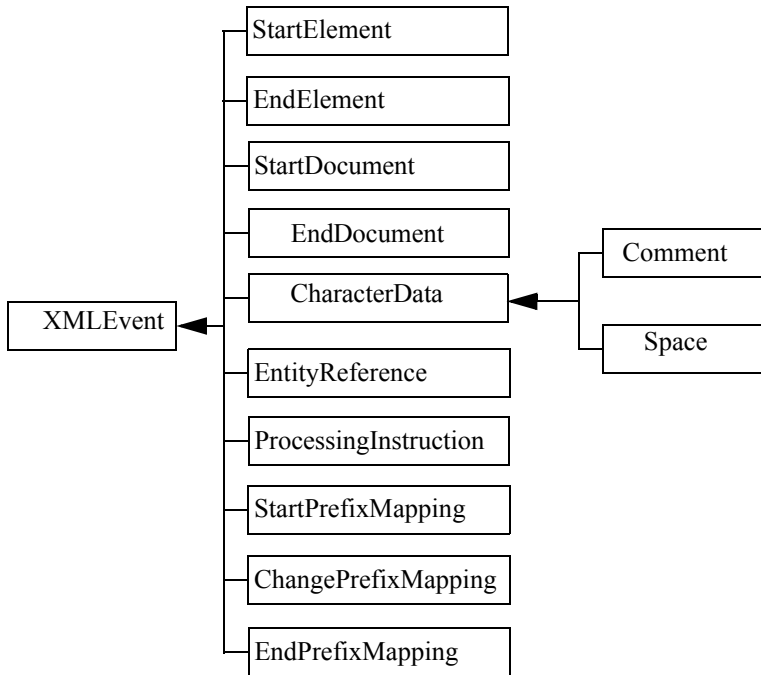 StartElement
EndElement
StartDocument
EndDocument
Comment
CharacterData
XMLEvent
Space
EntityReference
ProcessingInstruction
StartPrefixMapping
ChangePrefixMapping
EndPrefixMapping